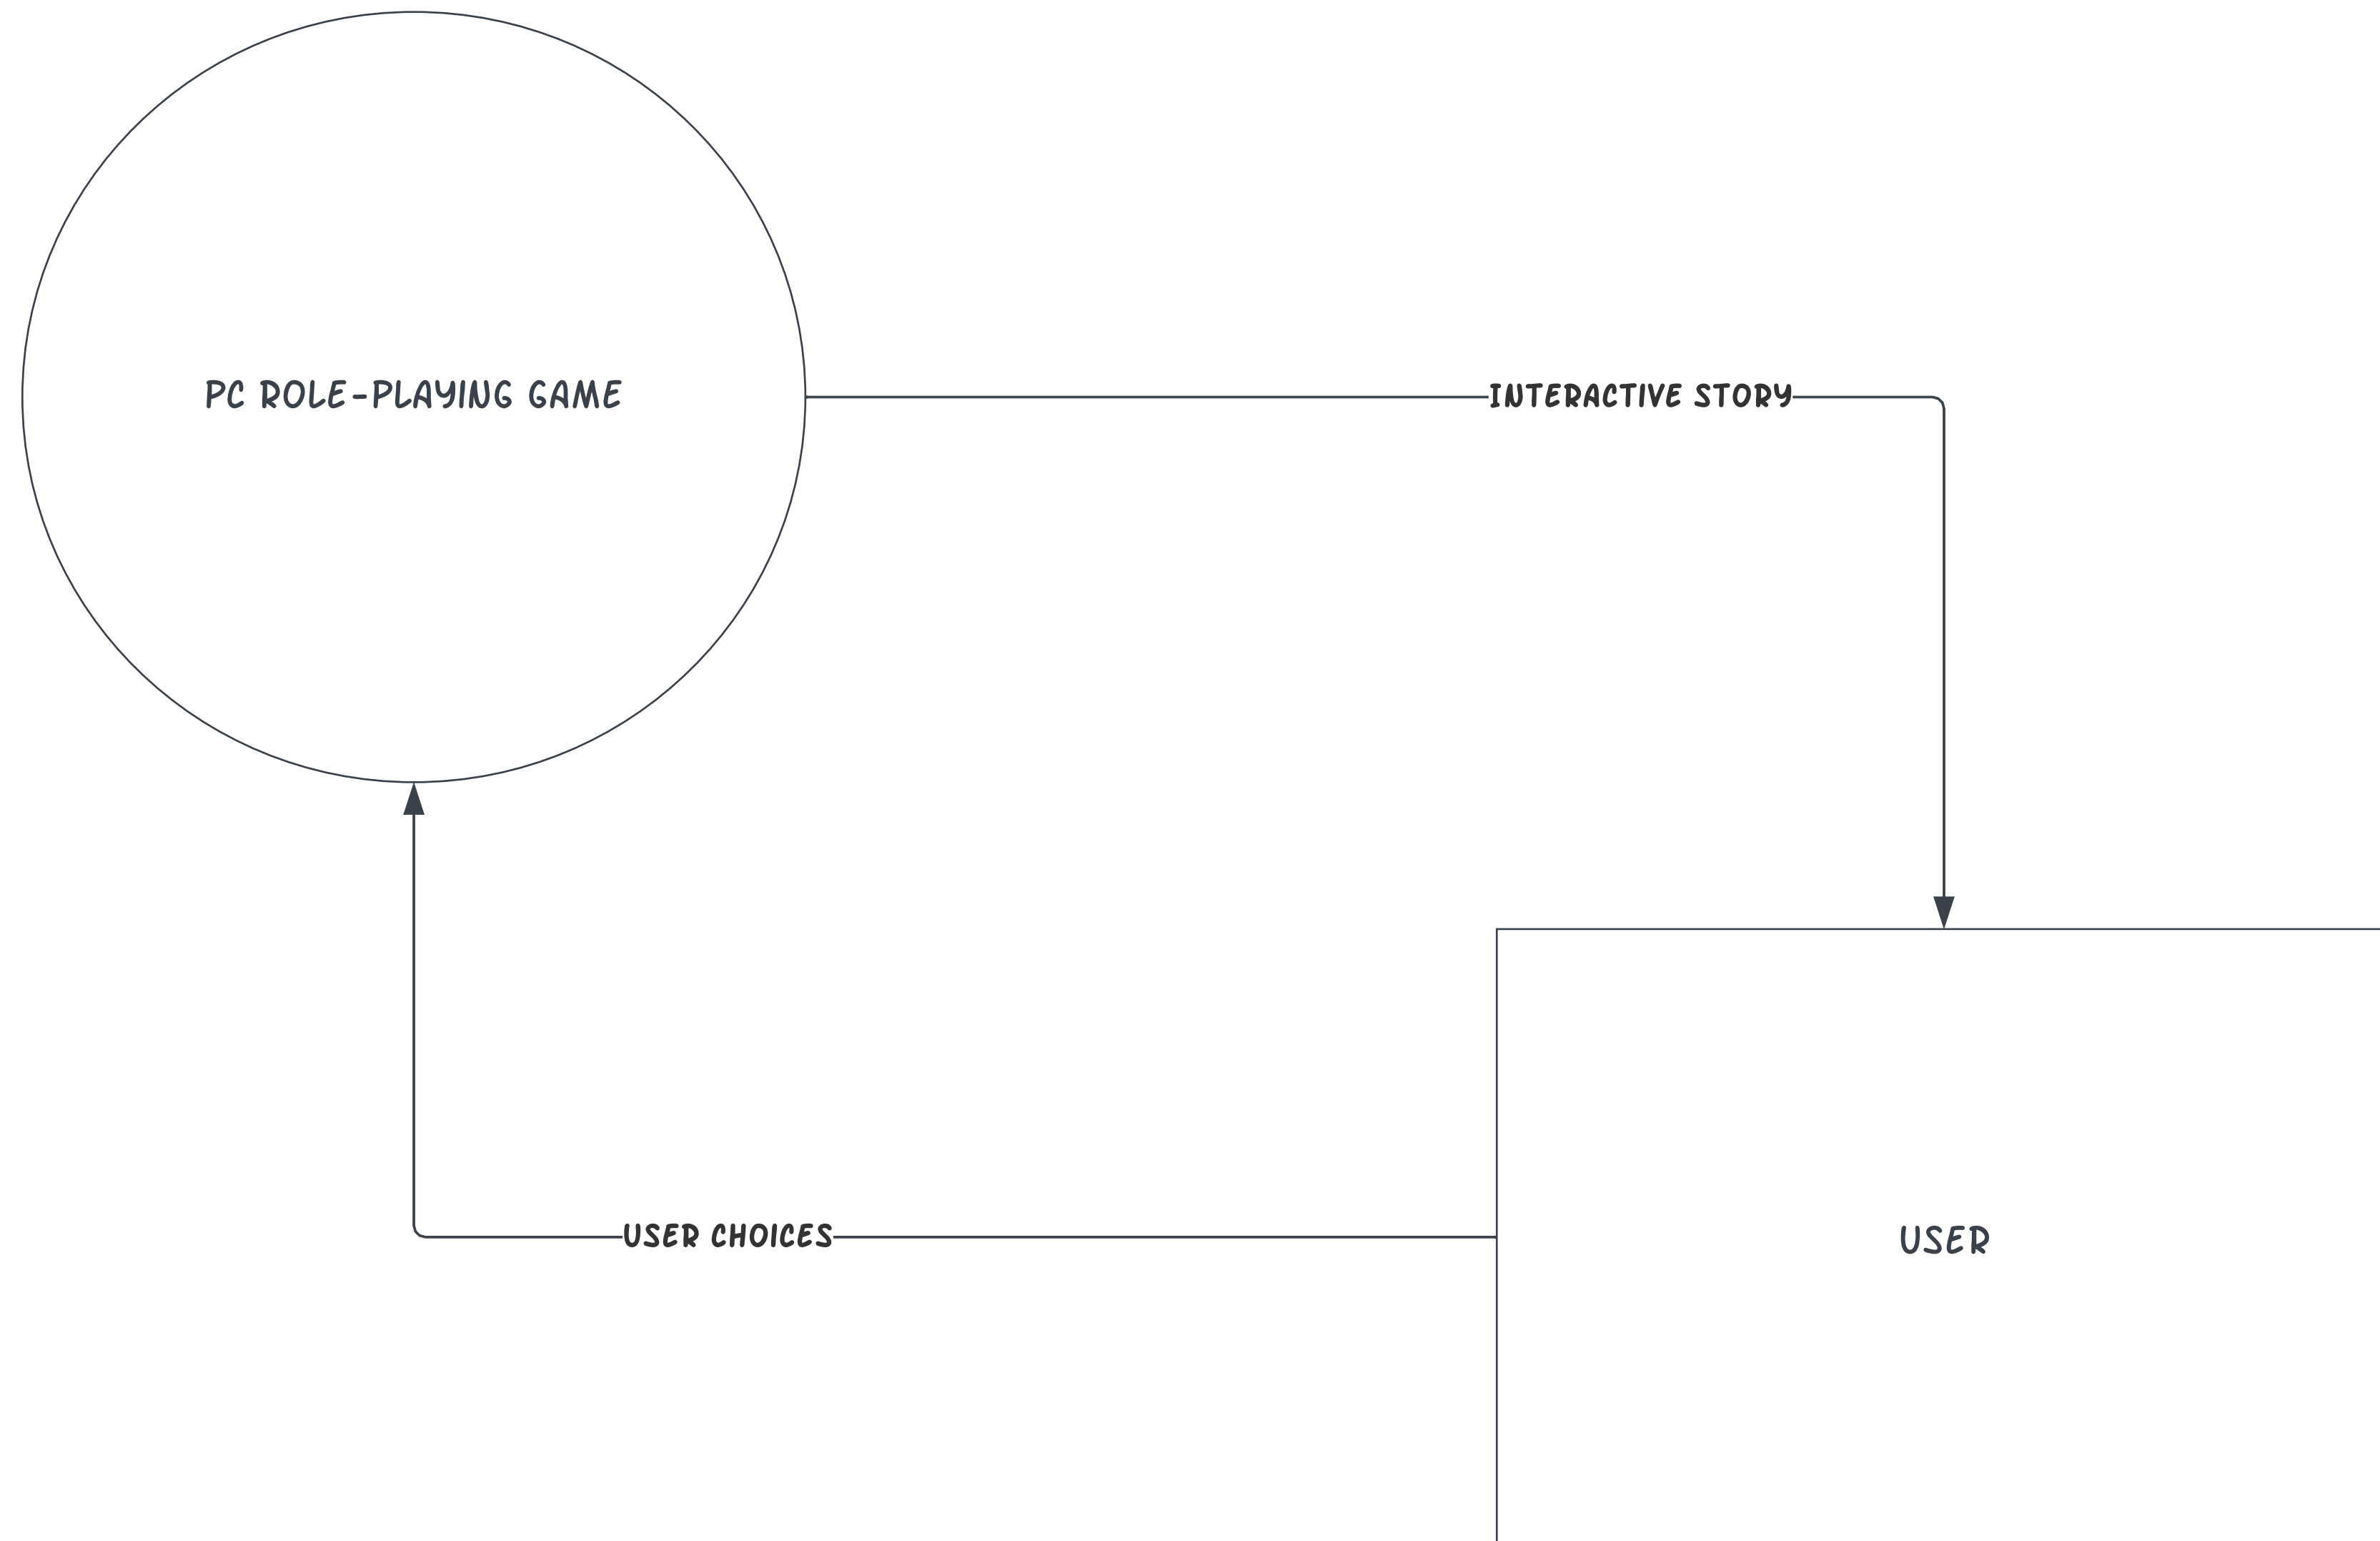 PC ROLE-PLAYING GAME
INTERACTIVE STORY
USER CHOICES
USER